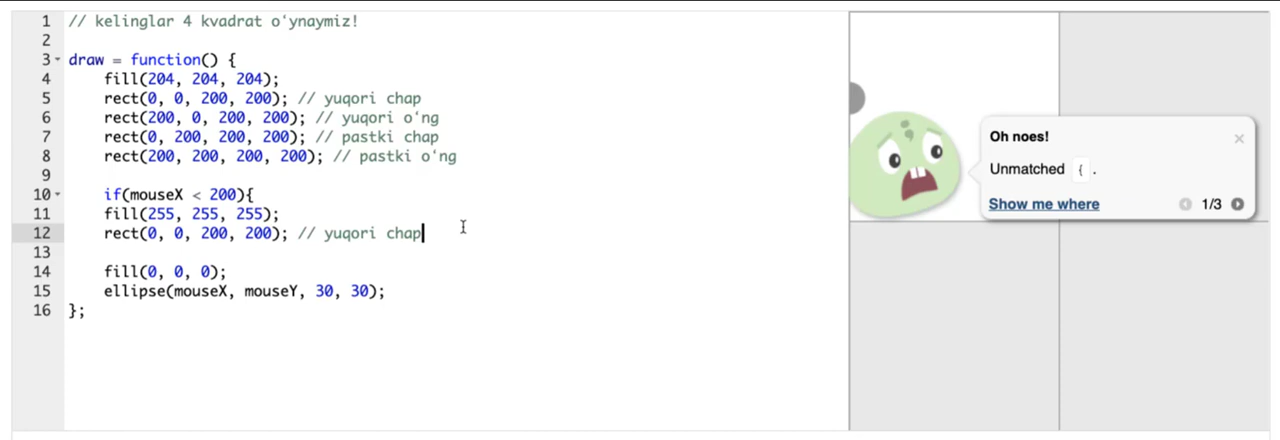 1 // kelinglar 4 kvadrat oʻynaymiz!
2
3 draw = function() {
4 fill(204, 204, 204);
5 rect(0, 0, 200, 200); // yuqori chap
6 rect(200, 0, 200, 200); // yuqori oʻng
7 rect(0, 200, 200, 200); // pastki chap
8 rect(200, 200, 200, 200); // pastki oʻng
9
10 if(mouseX < 200){
11 fill(255, 255, 255);
12 rect(0, 0, 200, 200); // yuqori chap
13
14 fill(0, 0, 0);
15 ellipse(mouseX, mouseY, 30, 30);
16 };
Oh noes!
Unmatched { .
Show me where 1/3